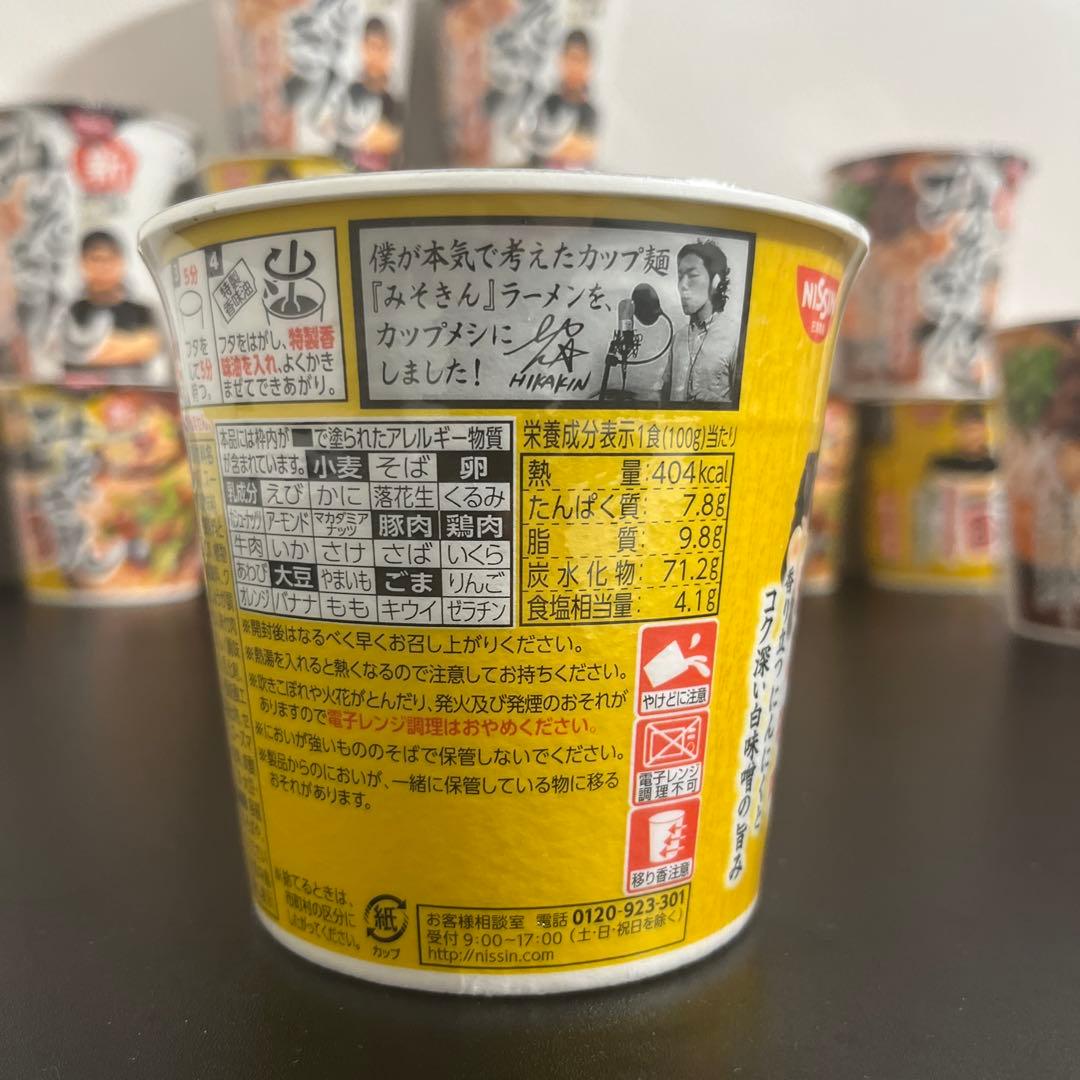 5分
4
特製
香味油
フタを
して5分
待つ。
フタをはがし、特製香
味油を入れ、よくかき
まぜてできあがり。
僕が本気で考えたカップ麺
『みそきん』ラーメンを、
カップメシに
しました!
HIKAKIN
NISSIN
本品には枠内が■で塗られたアレルギー物質
が含まれています。 小麦 そば 卵
乳成分 えび かに 落花生 くるみ
カシューナッツ アーモンド マカダミアナッツ 豚肉 鶏肉
牛肉 いか さけ さば いくら
あわび 大豆 やまいも ごま りんご
オレンジ バナナ もも キウイ ゼラチン
栄養成分表示1食(100g)当たり
熱量:404kcal
たんぱく質: 7.8g
脂質: 9.8g
炭水化物: 71.2g
食塩相当量: 4.1g
※開封後はなるべく早くお召し上がりください。
※熱湯を入れると熱くなるので注意してお持ちください。
※吹きこぼれや火花がとんだり、発火及び発煙のおそれが
ありますので電子レンジ調理はおやめください。
※においが強いもののそばで保管しないでください。
※製品からのにおいが、一緒に保管している物に移る
おそれがあります。
やけどに注意
電子レンジ
調理不可
移り香注意
コク深い白味噌の旨み
※捨てるときは、
市町村の区分に
したがってください。
紙
カップ
お客様相談室 電話 0120-923-301
受付 9:00~17:00 (土・日・祝日を除く)
http://nissin.com